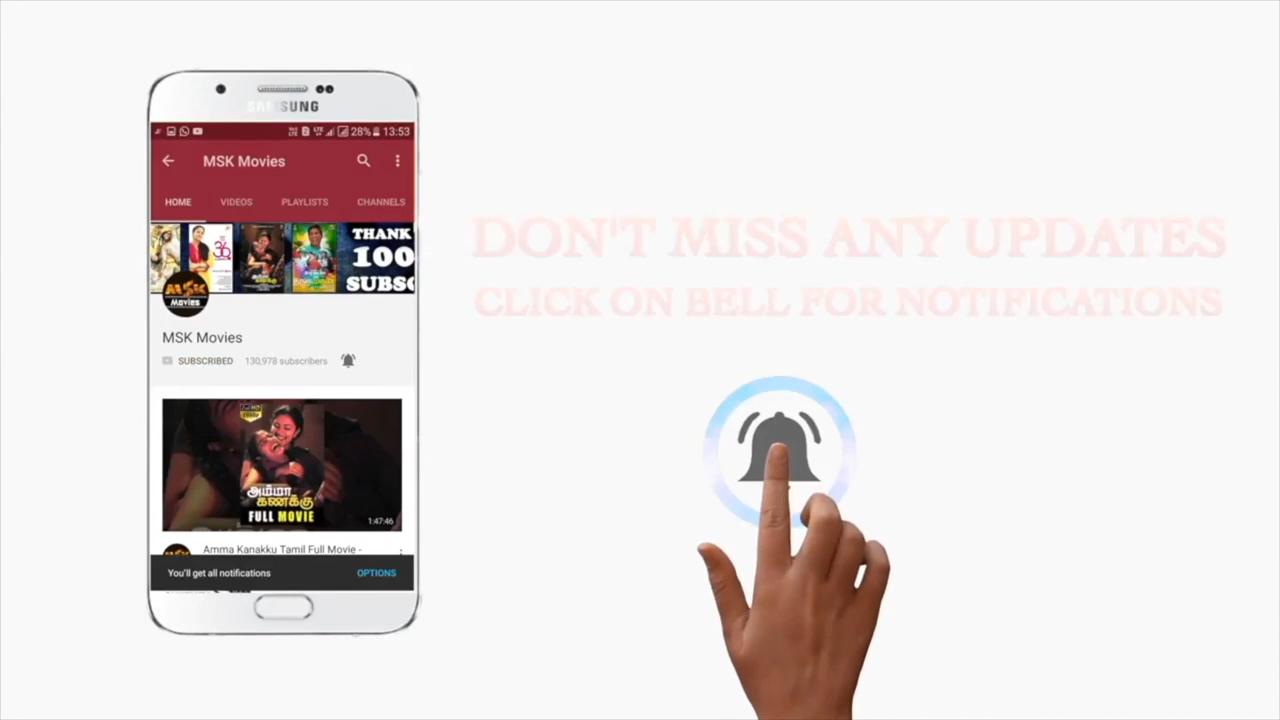 SAMSUNG
28% 13:53
MSK Movies
HOME VIDEOS PLAYLISTS CHANNELS
36
THANK
100
SUBSC
MSK
Movies
MSK Movies
SUBSCRIBED 130,978 subscribers
அம்மா
கணக்கு
FULL MOVIE
1:47:46
Amma Kanakku Tamil Full Movie -
You'll get all notifications OPTIONS
DON'T MISS ANY UPDATES
CLICK ON BELL FOR NOTIFICATIONS